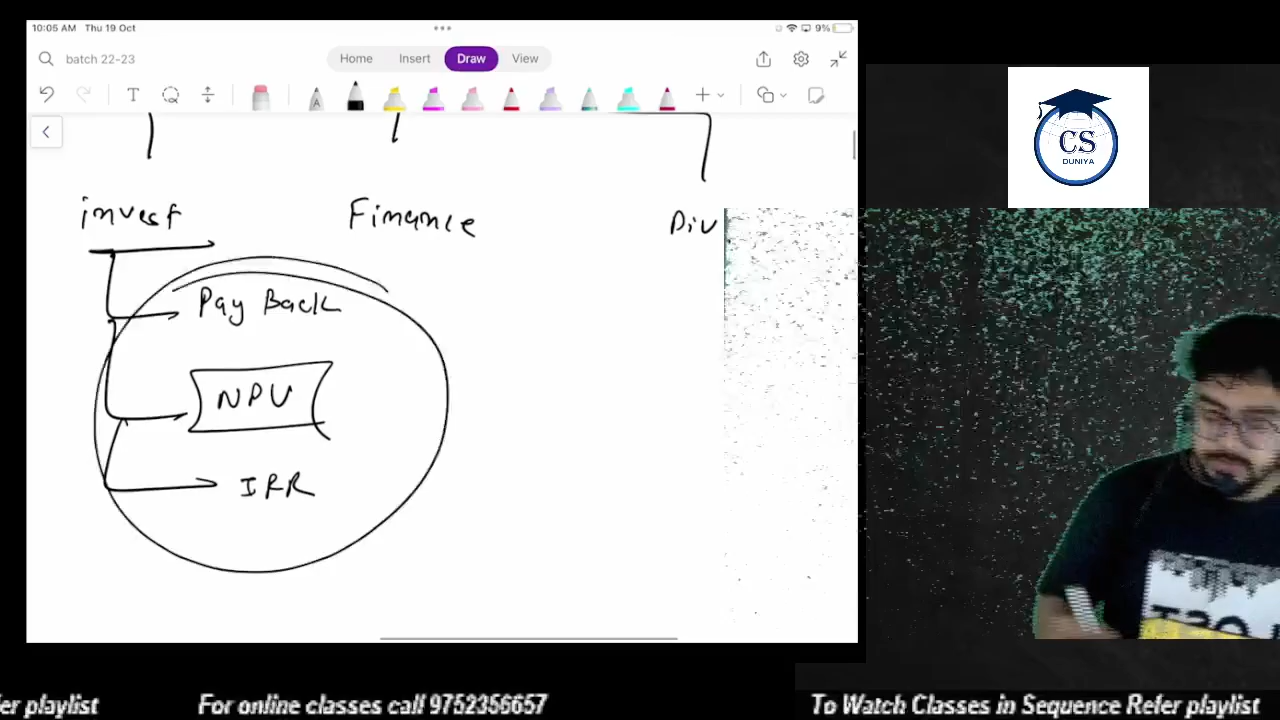 10:05 AM Thu 19 Oct
9%
batch 22-23
Home Insert Draw View
T
A
CS
DUNIYA
invest Finance Div
Pay Back
NPV
IRR
er playlist For online classes call 9752356657 To Watch Classes in Sequence Refer playlist